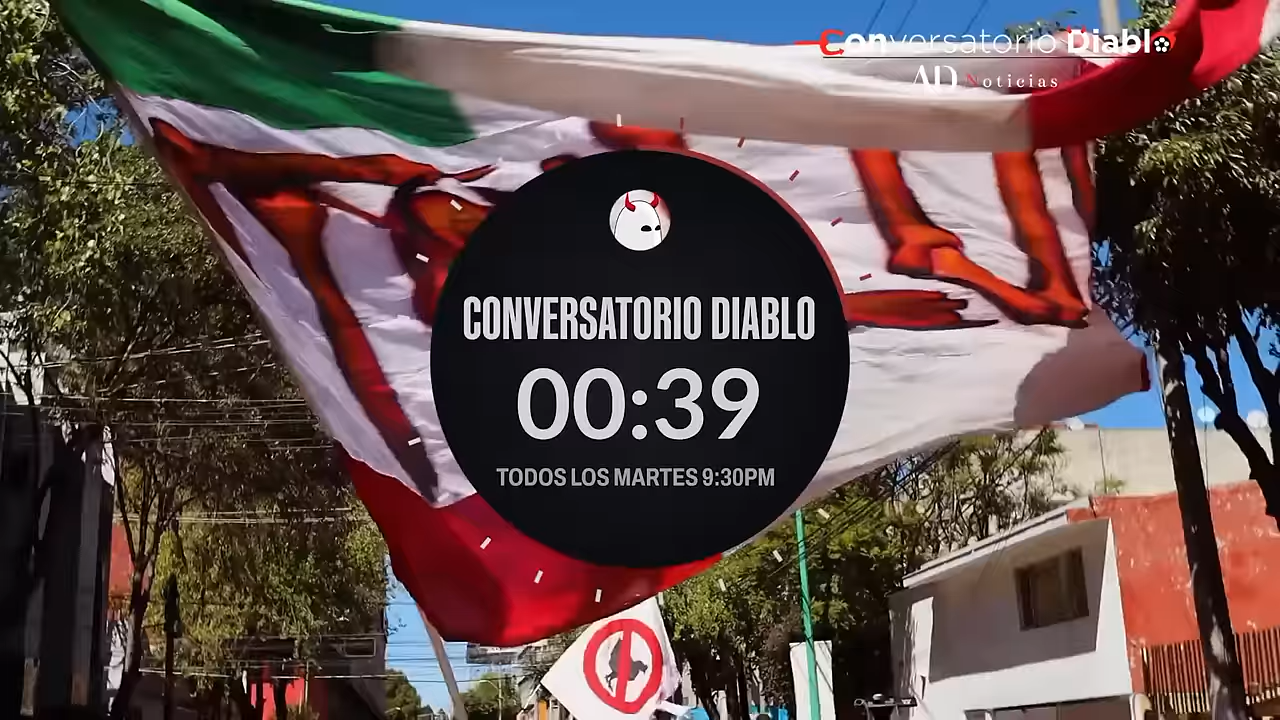 Conversatorio Diablo
AD Noticias
CONVERSATORIO DIABLO
00:39
TODOS LOS MARTES 9:30PM